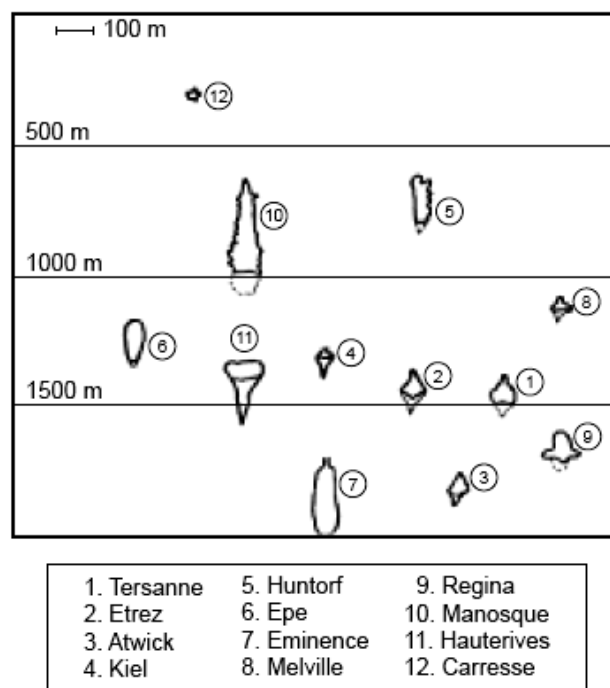 100 m
12
500 m
10
5
1000 m
8
6
11
4
2
1
1500 m
9
7
3
1. Tersanne 5. Huntorf 9. Regina
2. Etrez 6. Epe 10. Manosque
3. Atwick 7. Eminence 11. Hauterives
4. Kiel 8. Melville 12. Carresse